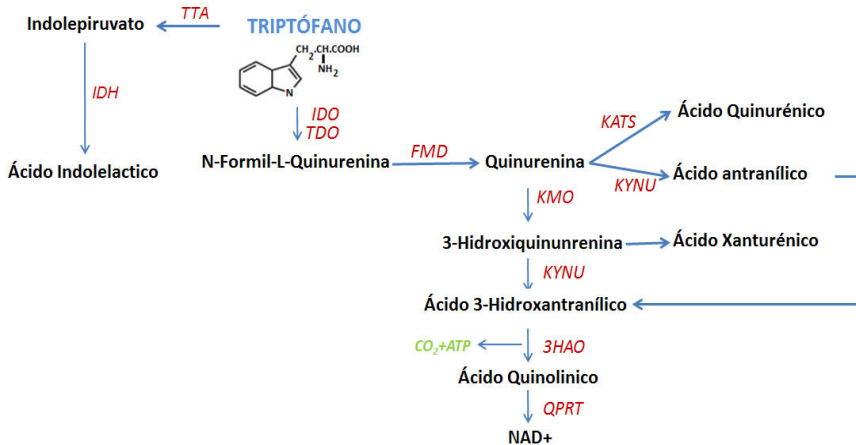 Indolepiruvato
TTA
TRIPTÓFANO
CH2.CH.COOH
NH2
N
IDH
IDO
TDO
KATS
Ácido Quinurénico
Ácido Indolelactico
N-Formil-L-Quinurenina
FMD
Quinurenina
KYNU
Ácido antranílico
KMO
3-Hidroxiquinunrenina
Ácido Xanturénico
KYNU
Ácido 3-Hidroxantranílico
CO2+ATP
3HAO
Ácido Quinolinico
QPRT
NAD+